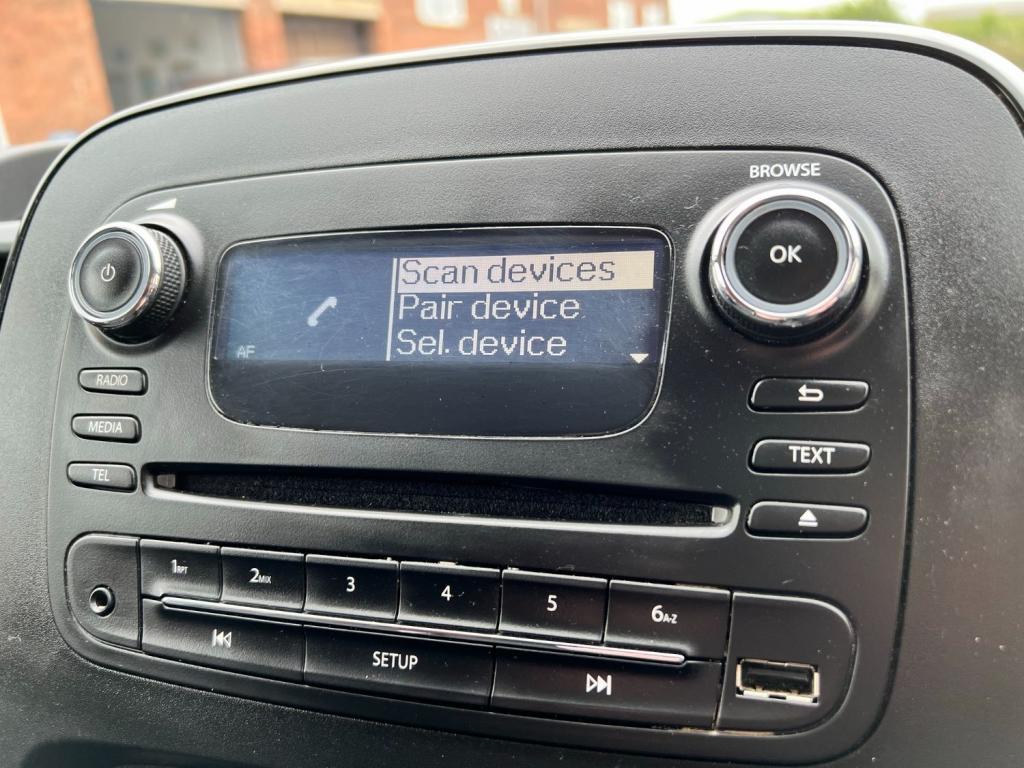 BROWSE
OK
Scan devices
Pair device
Sel. device
AF
RADIO
MEDIA
TEL
TEXT
1RPT
2MIX
3
4
5
6A-Z
SETUP